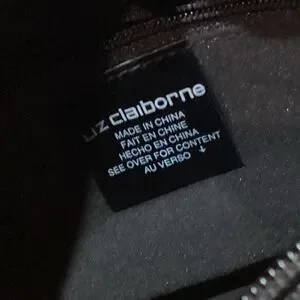 Liz claiborne
MADE IN CHINA
FAIT EN CHINE
HECHO EN CHINA
SEE OVER FOR CONTENT
AU VERSO ↓